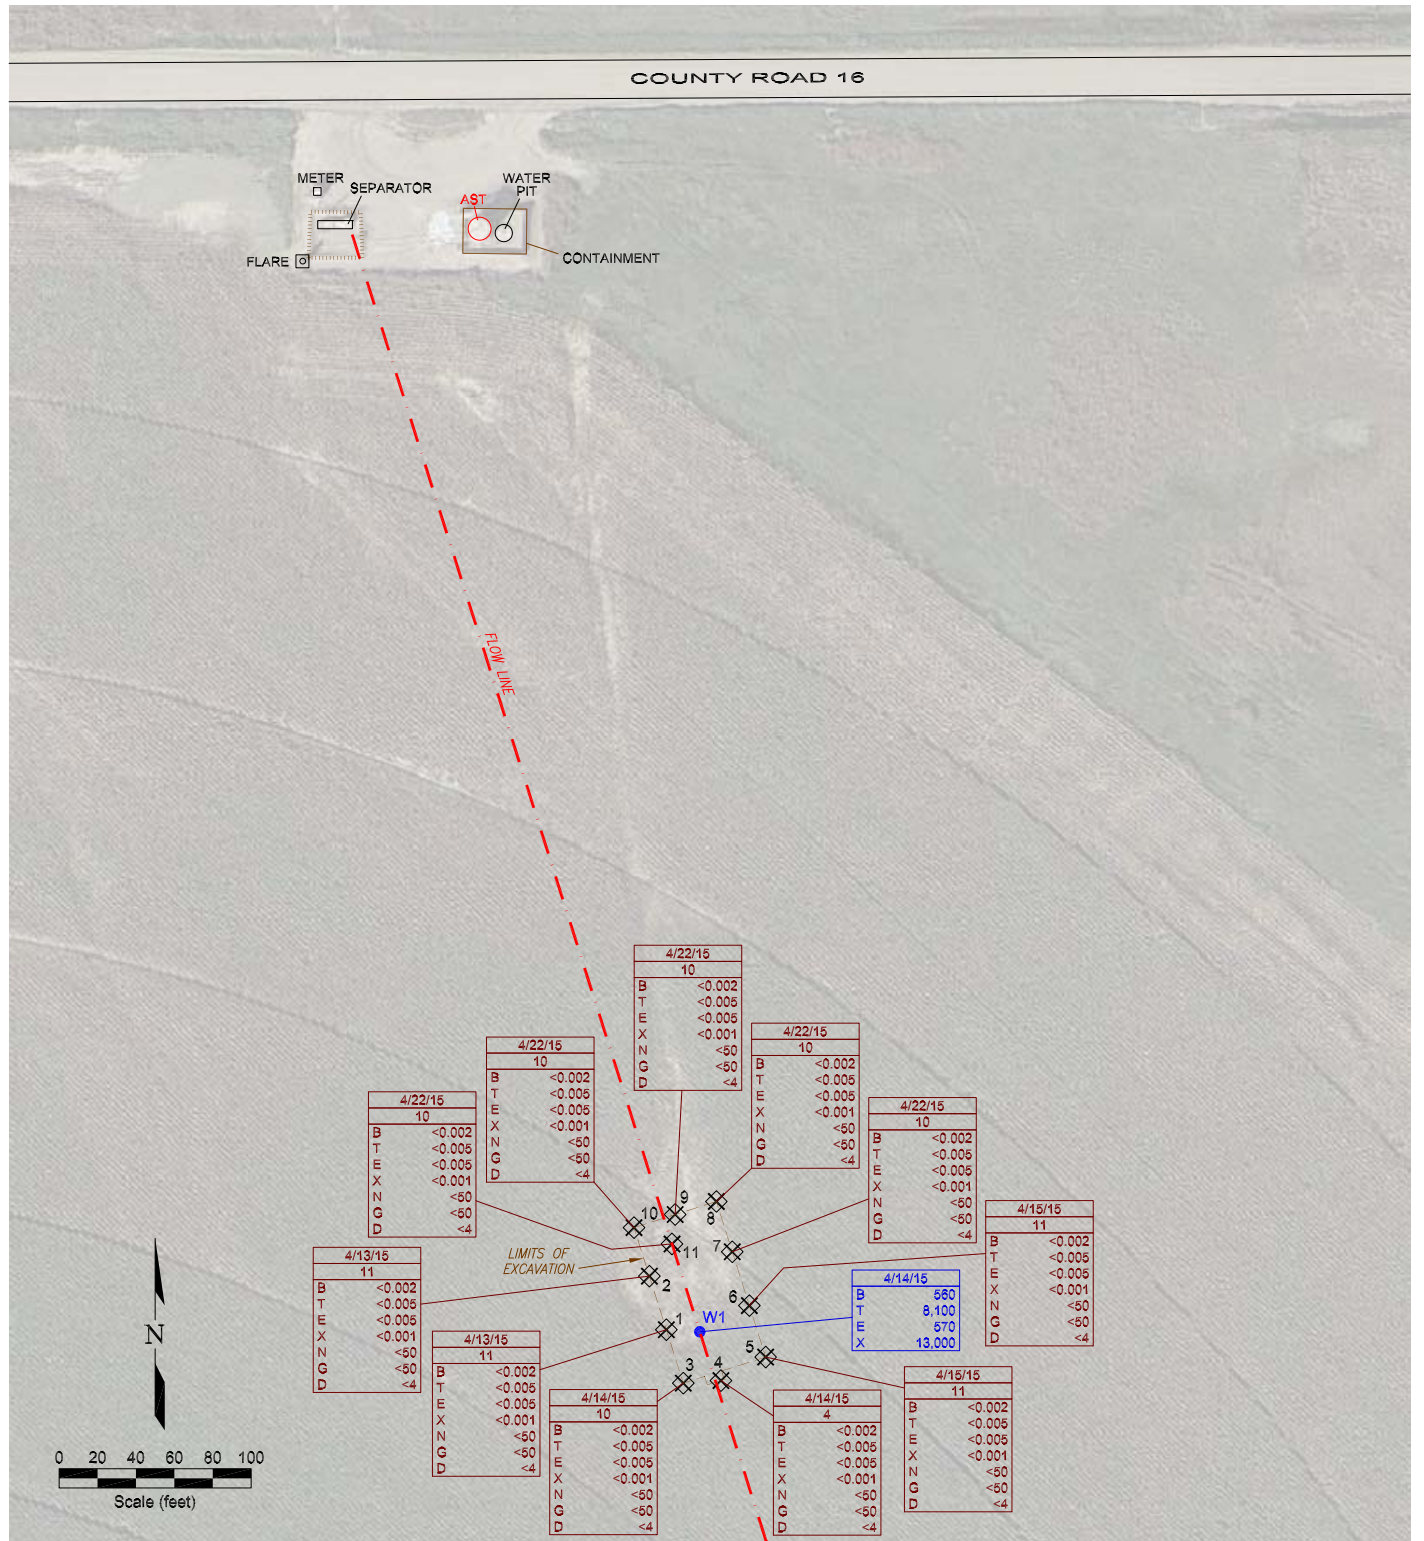 COUNTY ROAD 16
METER
SEPARATOR
WATER
PIT
AST
FLARE
CONTAINMENT
FLOW LINE
4/22/15
10
B <0.002
T <0.005
E <0.005
X <0.001
N <50
G <50
D <4
4/22/15
10
B <0.002
T <0.005
E <0.005
X <0.001
N <50
G <50
D <4
4/22/15
10
B <0.002
T <0.005
E <0.005
X <0.001
N <50
G <50
D <4
4/22/15
10
B <0.002
T <0.005
E <0.005
X <0.001
N <50
G <50
D <4
4/22/15
10
B <0.002
T <0.005
E <0.005
X <0.001
N <50
G <50
D <4
4/15/15
11
B <0.002
T <0.005
E <0.005
X <0.001
N <50
G <50
D <4
9
10
8
11
7
LIMITS OF
EXCAVATION
2
6
1
W1
5
4
3
4/13/15
11
B <0.002
T <0.005
E <0.005
X <0.001
N <50
G <50
D <4
4/14/15
B 560
T 8,100
E 570
X 13,000
4/13/15
11
B <0.002
T <0.005
E <0.005
X <0.001
N <50
G <50
D <4
4/15/15
11
B <0.002
T <0.005
E <0.005
X <0.001
N <50
G <50
D <4
4/14/15
10
B <0.002
T <0.005
E <0.005
X <0.001
N <50
G <50
D <4
4/14/15
4
B <0.002
T <0.005
E <0.005
X <0.001
N <50
G <50
D <4
N
0 20 40 60 80 100
Scale (feet)